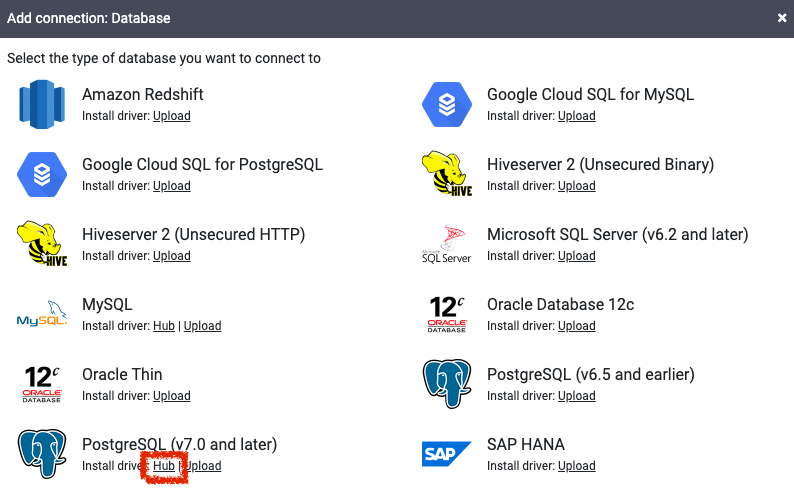 Add connection: Database
Select the type of database you want to connect to
Amazon Redshift
Install driver: Upload
Google Cloud SQL for MySQL
Install driver: Upload
Google Cloud SQL for PostgreSQL
Install driver: Upload
HIVE
Hiveserver 2 (Unsecured Binary)
Install driver: Upload
HIVE
Hiveserver 2 (Unsecured HTTP)
Install driver: Upload
Microsoft
SQL Server
Microsoft SQL Server (v6.2 and later)
Install driver: Upload
MySQL
MySQL
Install driver: Hub | Upload
12c
ORACLE
DATABASE
Oracle Database 12c
Install driver: Upload
12c
ORACLE
DATABASE
Oracle Thin
Install driver: Upload
PostgreSQL (v6.5 and earlier)
Install driver: Upload
PostgreSQL (v7.0 and later)
Install driver: Hub | Upload
SAP
SAP HANA
Install driver: Upload